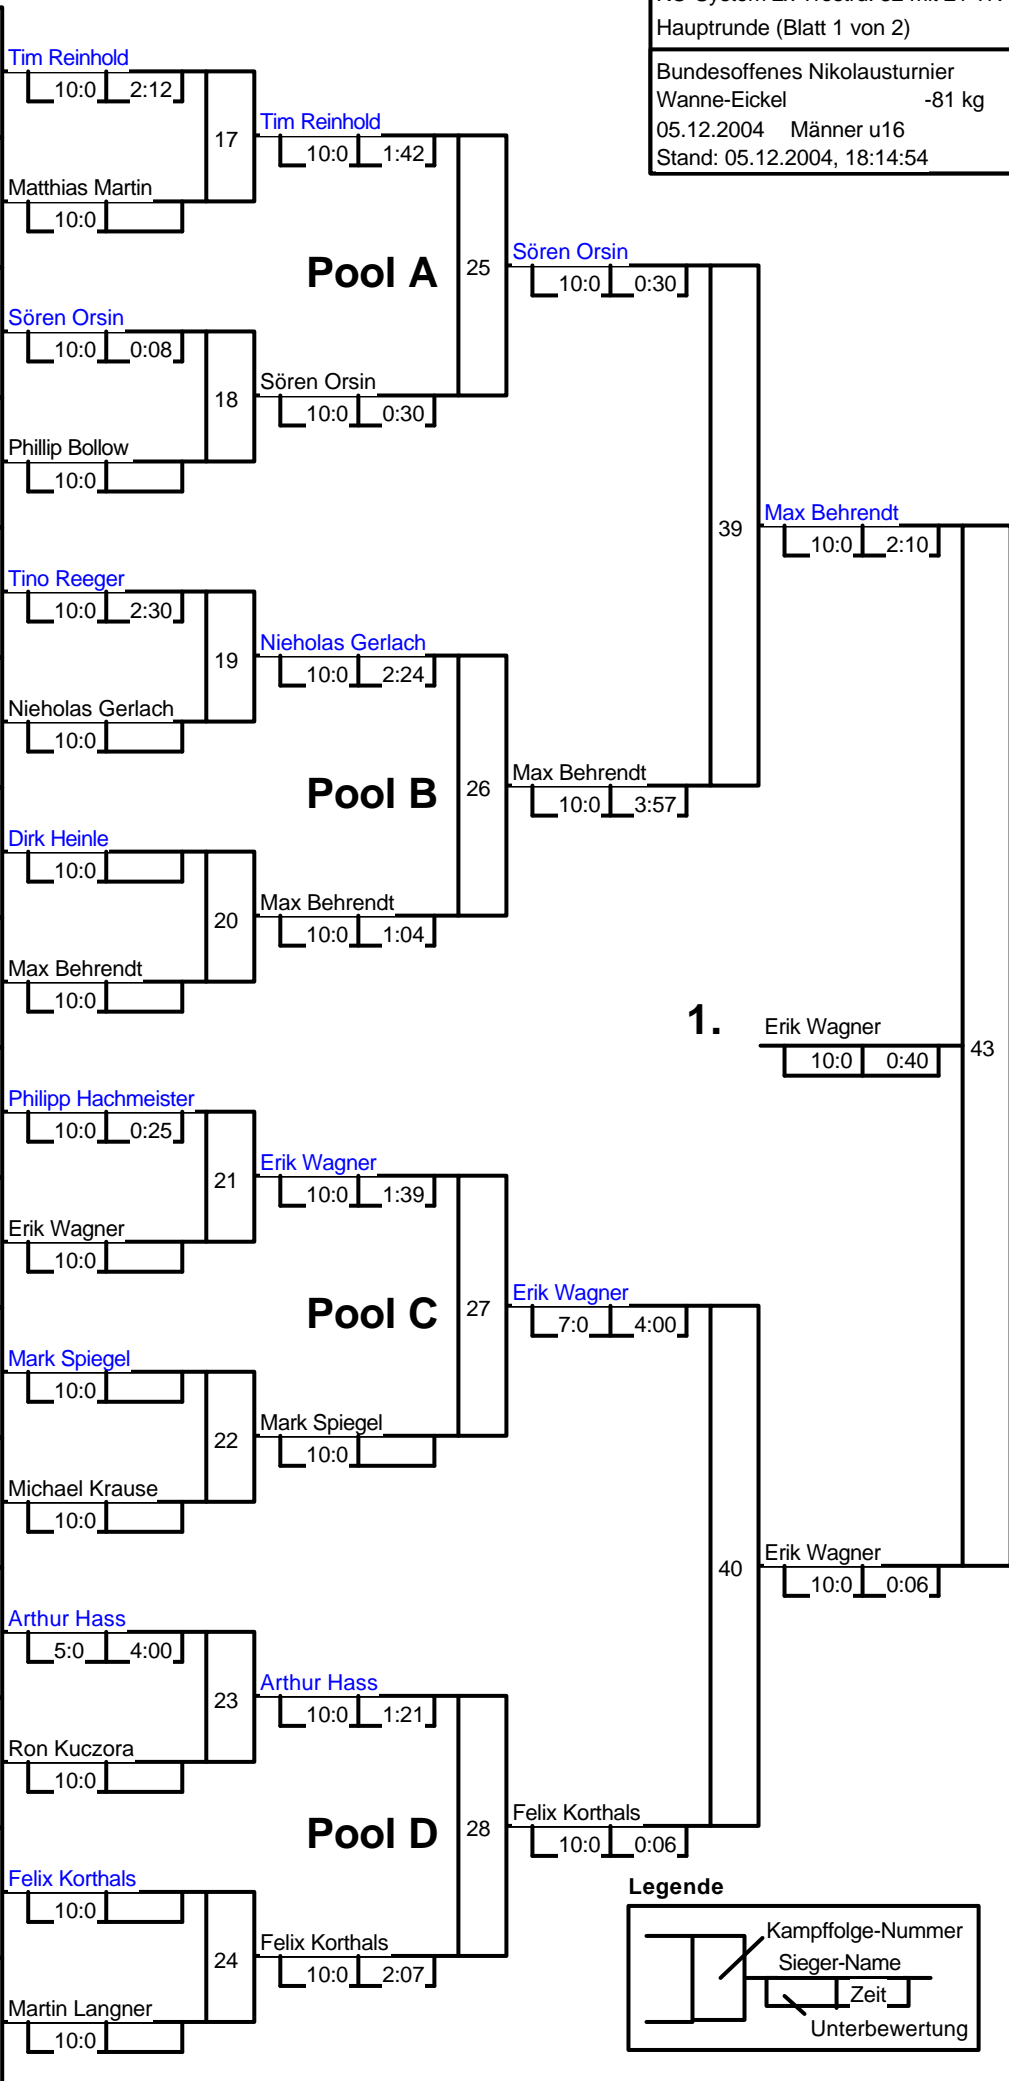 Hauptrunde (Blatt 1 von 2)
Bundesoffenes Nikolausturnier
Wanne-Eickel -81 kg
05.12.2004 Männer u16
Stand: 05.12.2004, 18:14:54
Tim Reinhold
10:0 2:12
17
Tim Reinhold
10:0 1:42
Matthias Martin
10:0
Pool A
25
Sören Orsin
10:0 0:30
Sören Orsin
10:0 0:08
18
Sören Orsin
10:0 0:30
Phillip Bollow
10:0
39
Max Behrendt
10:0 2:10
Tino Reeger
10:0 2:30
19
Nieholas Gerlach
10:0 2:24
Nieholas Gerlach
10:0
Pool B
26
Max Behrendt
10:0 3:57
Dirk Heinle
10:0
20
Max Behrendt
10:0 1:04
Max Behrendt
10:0
1.
Erik Wagner
10:0 0:40
43
Philipp Hachmeister
10:0 0:25
21
Erik Wagner
10:0 1:39
Erik Wagner
10:0
Pool C
27
Erik Wagner
7:0 4:00
Mark Spiegel
10:0
22
Mark Spiegel
10:0
Michael Krause
10:0
40
Erik Wagner
10:0 0:06
Arthur Hass
5:0 4:00
23
Arthur Hass
10:0 1:21
Ron Kuczora
10:0
Pool D
28
Felix Korthals
10:0 0:06
Felix Korthals
10:0
24
Felix Korthals
10:0 2:07
Martin Langner
10:0
Legende
Kampffolge-Nummer
Sieger-Name
Zeit
Unterbewertung